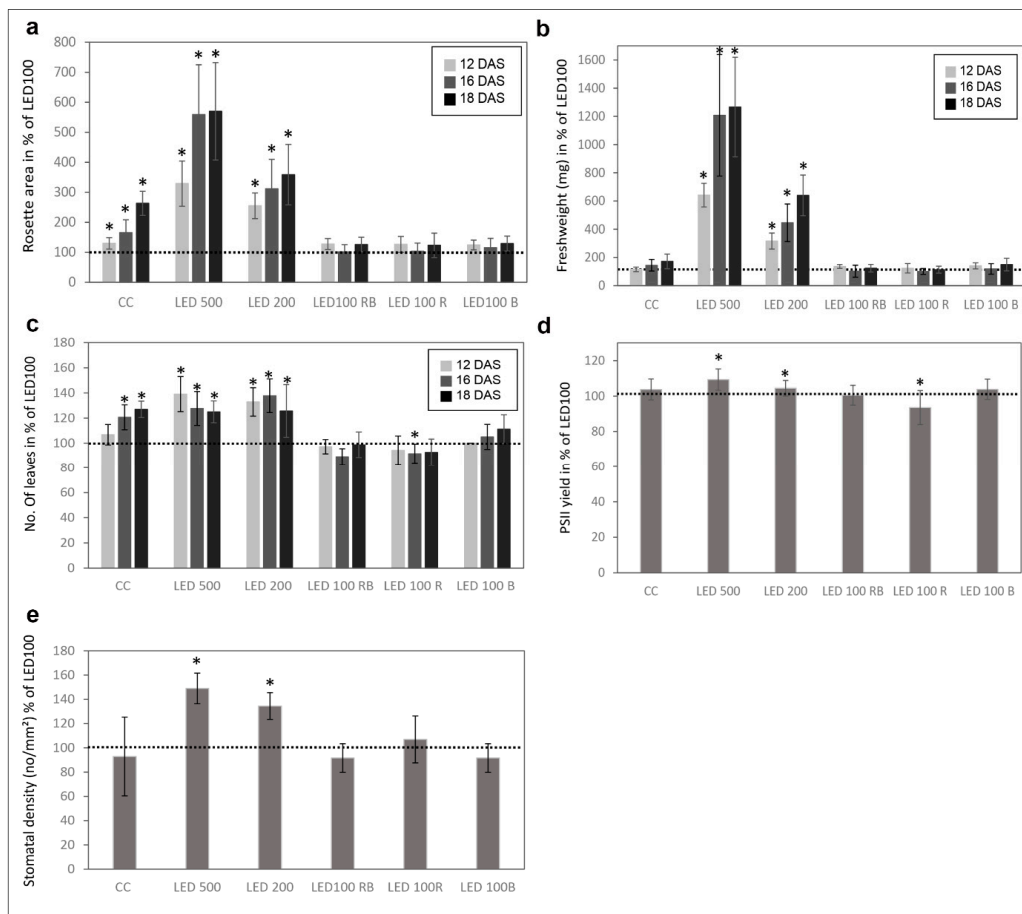 a
Rosette area in % of LED100
800
700
600
500
400
300
200
100
0
* * * * * * * * *
12 DAS
16 DAS
18 DAS
CC LED 500 LED 200 LED100 RB LED100 R LED100 B
b
Freshweight (mg) in % of LED100
1600
1400
1200
1000
800
600
400
200
0
* * * * * *
12 DAS
16 DAS
18 DAS
CC LED 500 LED 200 LED100 RB LED 100 R LED100 B
c
No. Of leaves in % of LED100
180
160
140
120
100
80
60
40
20
0
* * * * * * * * *
12 DAS
16 DAS
18 DAS
CC LED 500 LED 200 LED 100 RB LED 100 R LED 100 B
d
PSII yield in % of LED100
120
100
80
60
40
20
0
* * *
CC LED 500 LED 200 LED 100 RB LED 100 R LED 100 B
e
Stomatal density (no/mm²) % of LED100
180
160
140
120
100
80
60
40
20
0
* *
CC LED 500 LED 200 LED100 RB LED 100R LED 100B